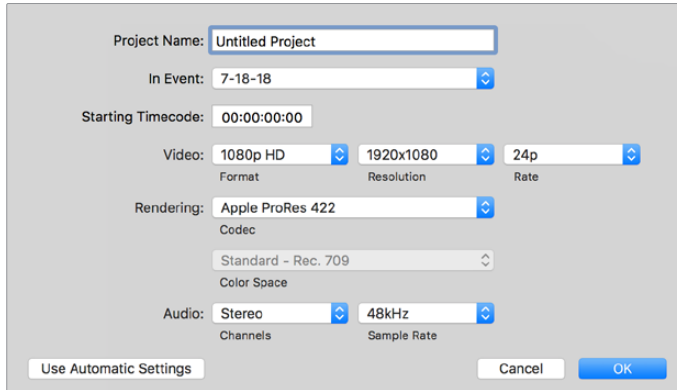 Project Name: Untitled Project
In Event: 7-18-18
Starting Timecode: 00:00:00:00
Video: 1080p HD 1920x1080 24p
Format Resolution Rate
Rendering: Apple ProRes 422
Codec
Standard - Rec. 709
Color Space
Audio: Stereo 48kHz
Channels Sample Rate
Use Automatic Settings Cancel OK